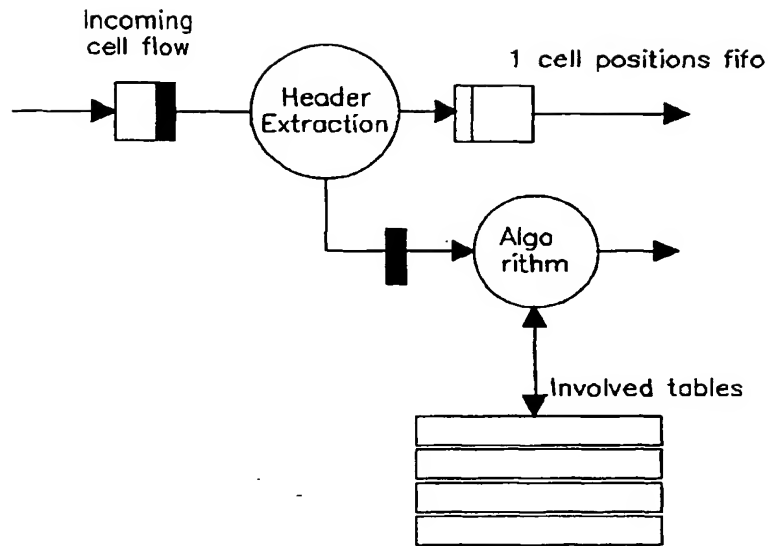 Incoming
cell flow
1 cell positions fifo
Header
Extraction
Algo
rithm
Involved tables